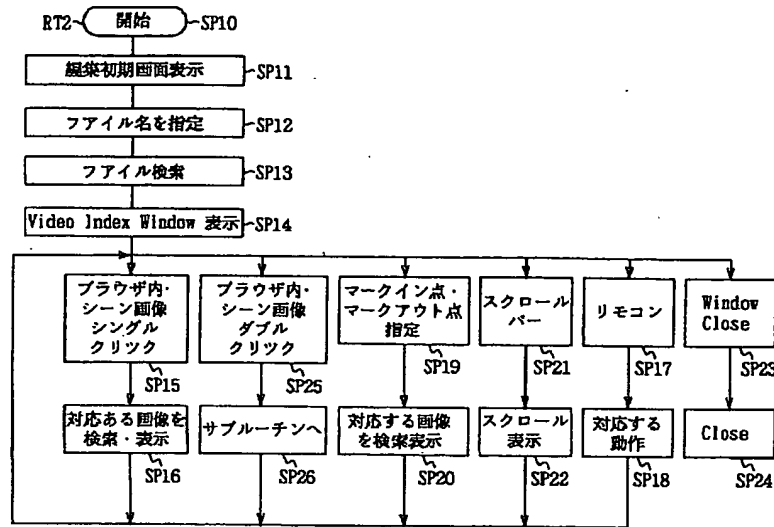 RT2
開始
SP10
編集初期画面表示
SP11
フアイル名を指定
SP12
フアイル検索
SP13
Video Index Window 表示
SP14
ブラウザ内・
シーン画像
シングル
クリツク
SP15
ブラウザ内・
シーン画像
ダブル
クリツク
SP25
マークイン点・
マークアウト点
指定
SP19
スクロール
バー
SP21
リモコン
SP17
Window
Close
SP23
対応ある画像を
検索・表示
SP16
サブルーチンへ
SP26
対応する画像
を検索表示
SP20
スクロール
表示
SP22
対応する
動作
SP18
Close
SP24